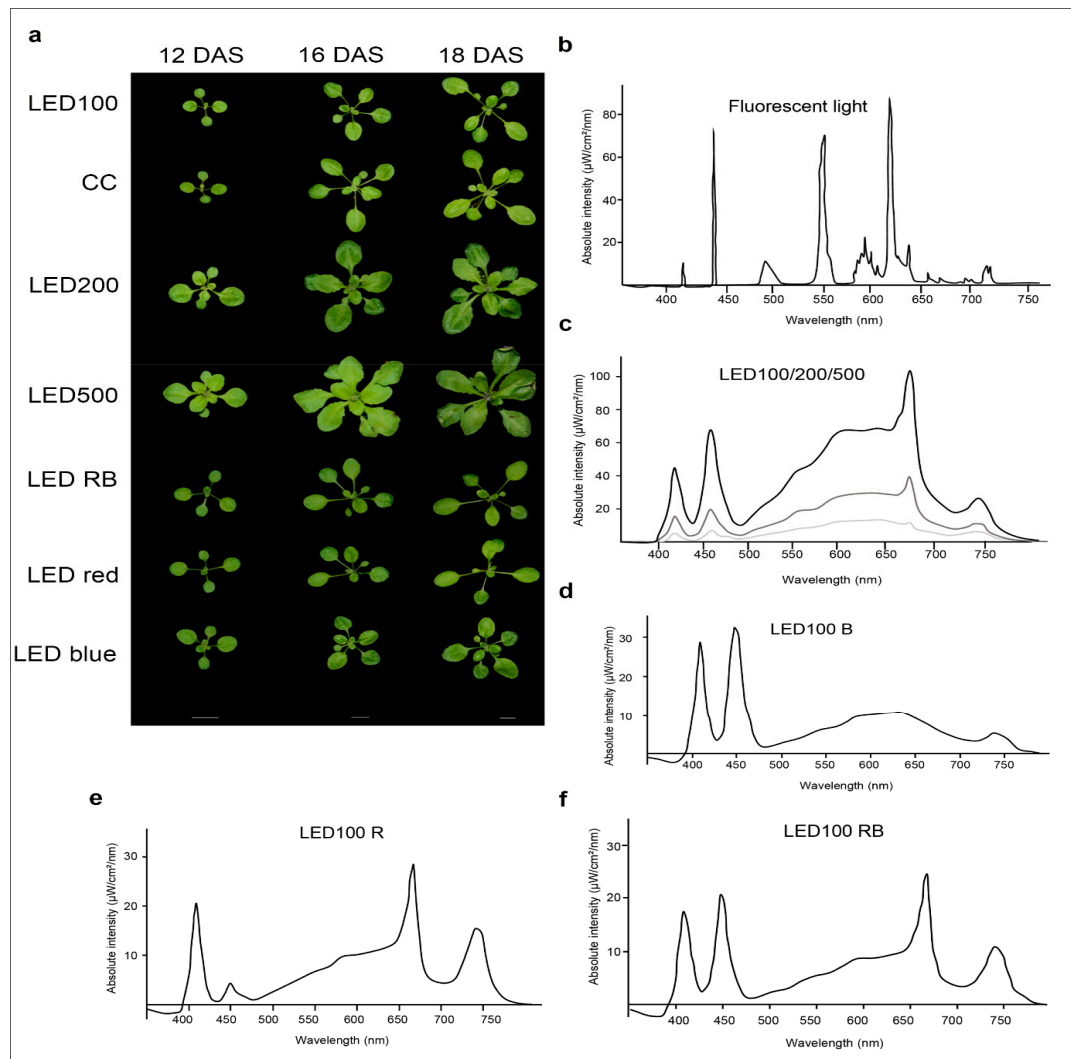 a
12 DAS 16 DAS 18 DAS
LED100
CC
LED200
LED500
LED RB
LED red
LED blue
b
Fluorescent light
Absolute intensity (µW/cm²/nm)
80
60
40
20
400 450 500 550 600 650 700 750
Wavelength (nm)
c
LED100/200/500
Absolute intensity (µW/cm²/nm)
100
80
60
40
20
400 450 500 550 600 650 700 750
Wavelength (nm)
d
LED100 B
Absolute intensity (µW/cm²/nm)
30
20
10
400 450 500 550 600 650 700 750
Wavelength (nm)
e
LED100 R
Absolute intensity (µW/cm²/nm)
30
20
10
400 450 500 550 600 650 700 750
Wavelength (nm)
f
LED100 RB
Absolute intensity (µW/cm²/nm)
30
20
10
400 450 500 550 600 650 700 750
Wavelength (nm)